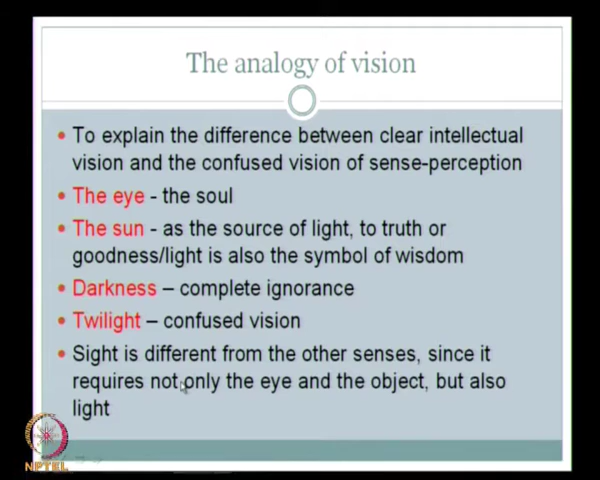 The analogy of vision
• To explain the difference between clear intellectual
vision and the confused vision of sense-perception
• The eye - the soul
• The sun - as the source of light, to truth or
goodness/light is also the symbol of wisdom
• Darkness – complete ignorance
• Twilight – confused vision
• Sight is different from the other senses, since it
requires not only the eye and the object, but also
light
NPTEL